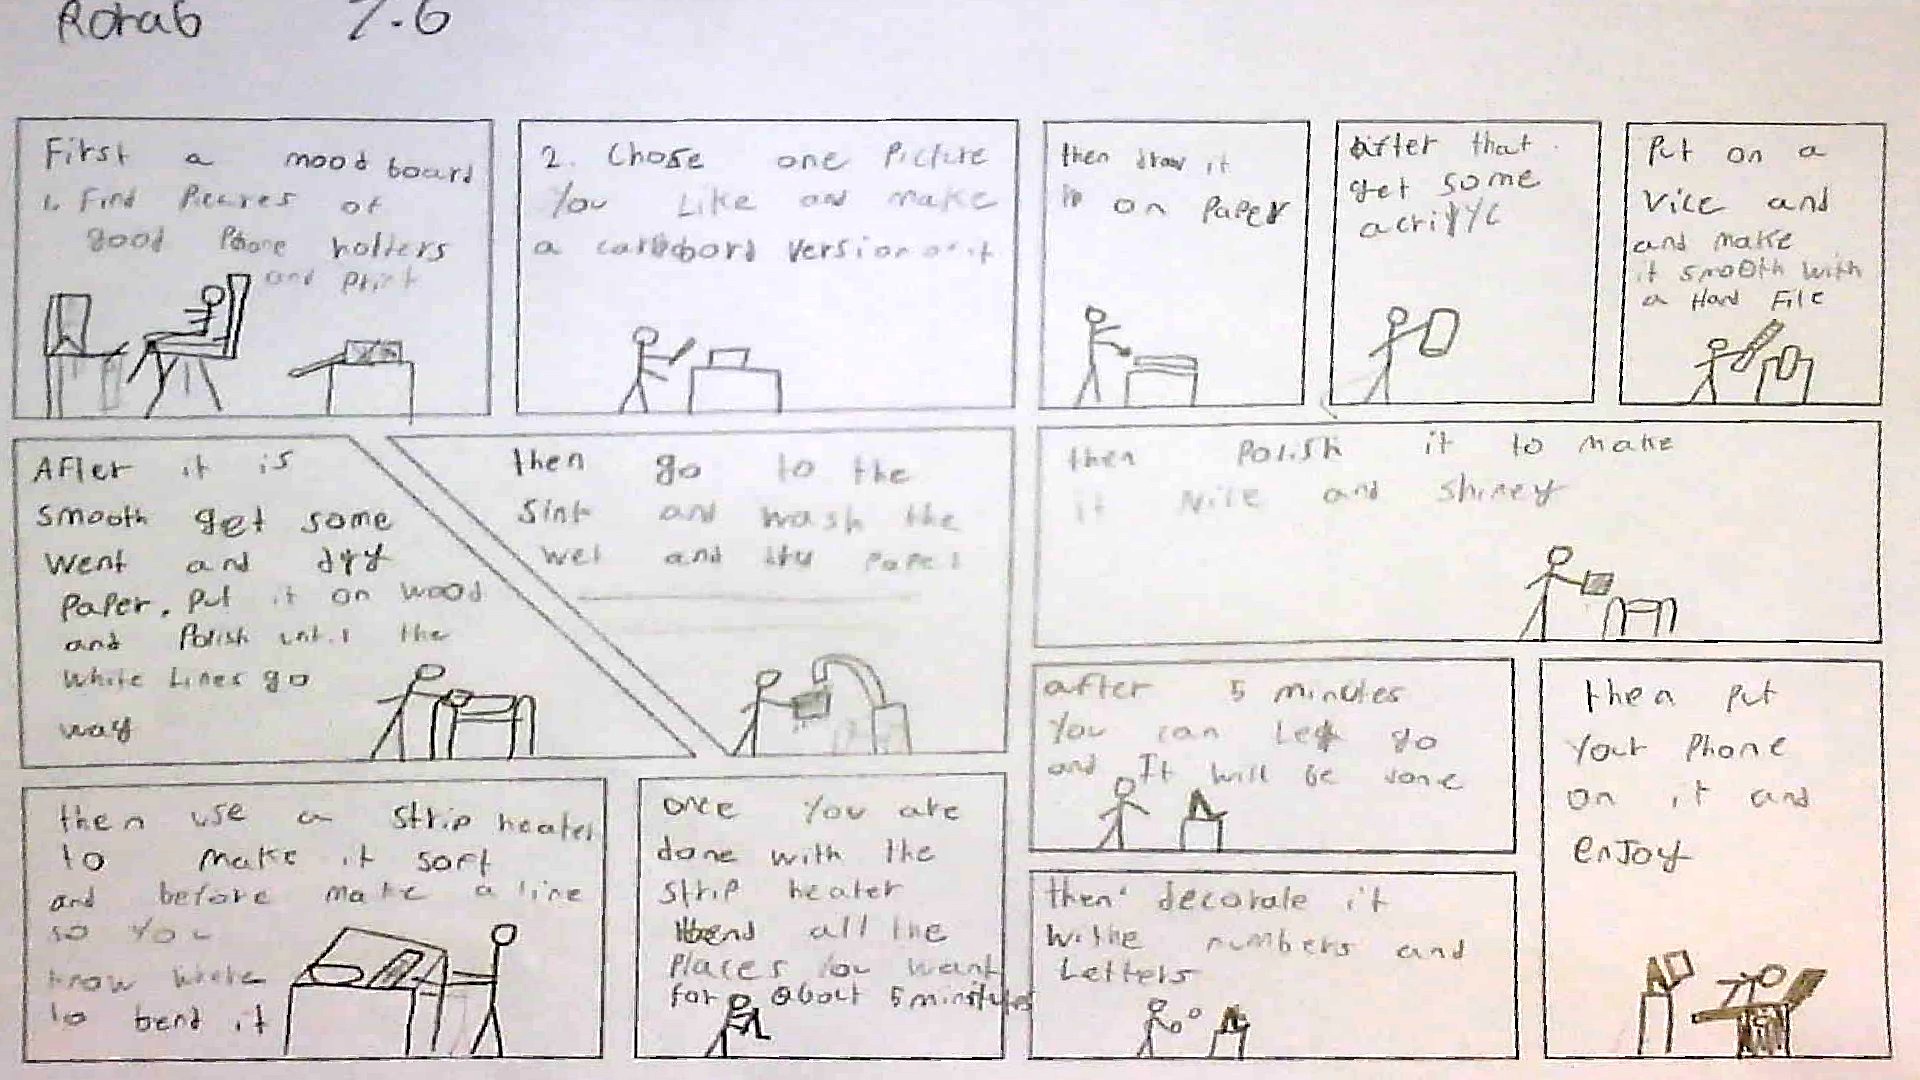 Rohab 7.6
First a mood board
1. Find Picures of
good Phone holters
and Print
2. Chose one Picture
You Like and make
a cardbord version of it
then draw it
on PaPer
after that
get some
acrilyc
Put on a
Vice and
and make
it smooth with
a Hand File
AFter it is
smooth get some
went and dry
PaPer. Put it on wood
and Polish until the
white Lines go
way
then go to the
Sink and wash the
wet and dry PaPer
then Polish it to make
it Nice and shiney
then use a strip heater
to make it sort
and before make a line
so you
know where
to bend it
once You are
done with the
strip heater
bend all the
Places You want
for about 5 minstutes
after 5 minutes
You can Let go
and It will be done
then decorate it
withe numbers and
Letters
then Put
Your Phone
on it and
enJoy